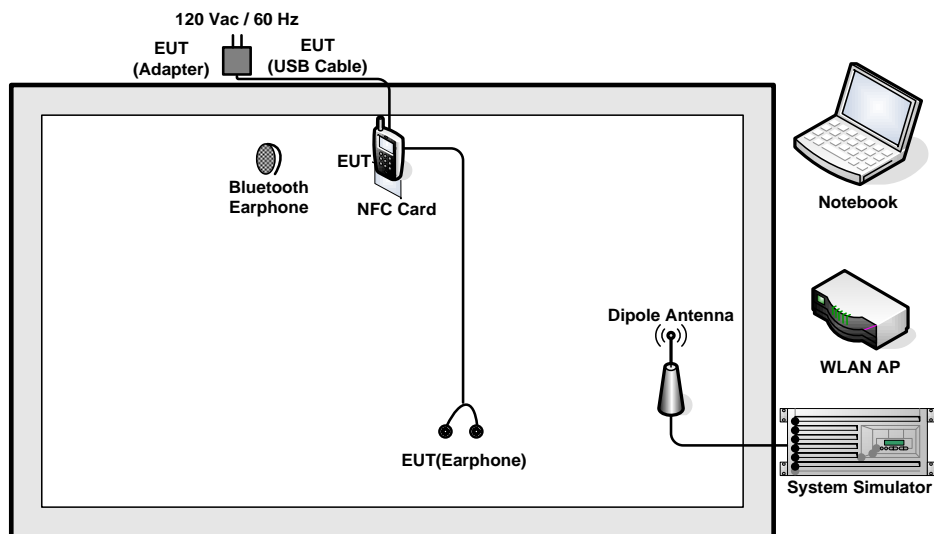 120 Vac / 60 Hz
EUT
(Adapter)
EUT
(USB Cable)
EUT
Bluetooth
Earphone
NFC Card
Notebook
Dipole Antenna
WLAN AP
EUT(Earphone)
System Simulator